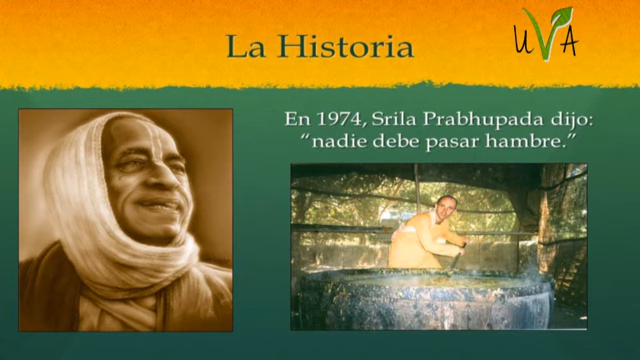 La Historia
UVA
En 1974, Srila Prabhupada dijo:
“nadie debe pasar hambre.”